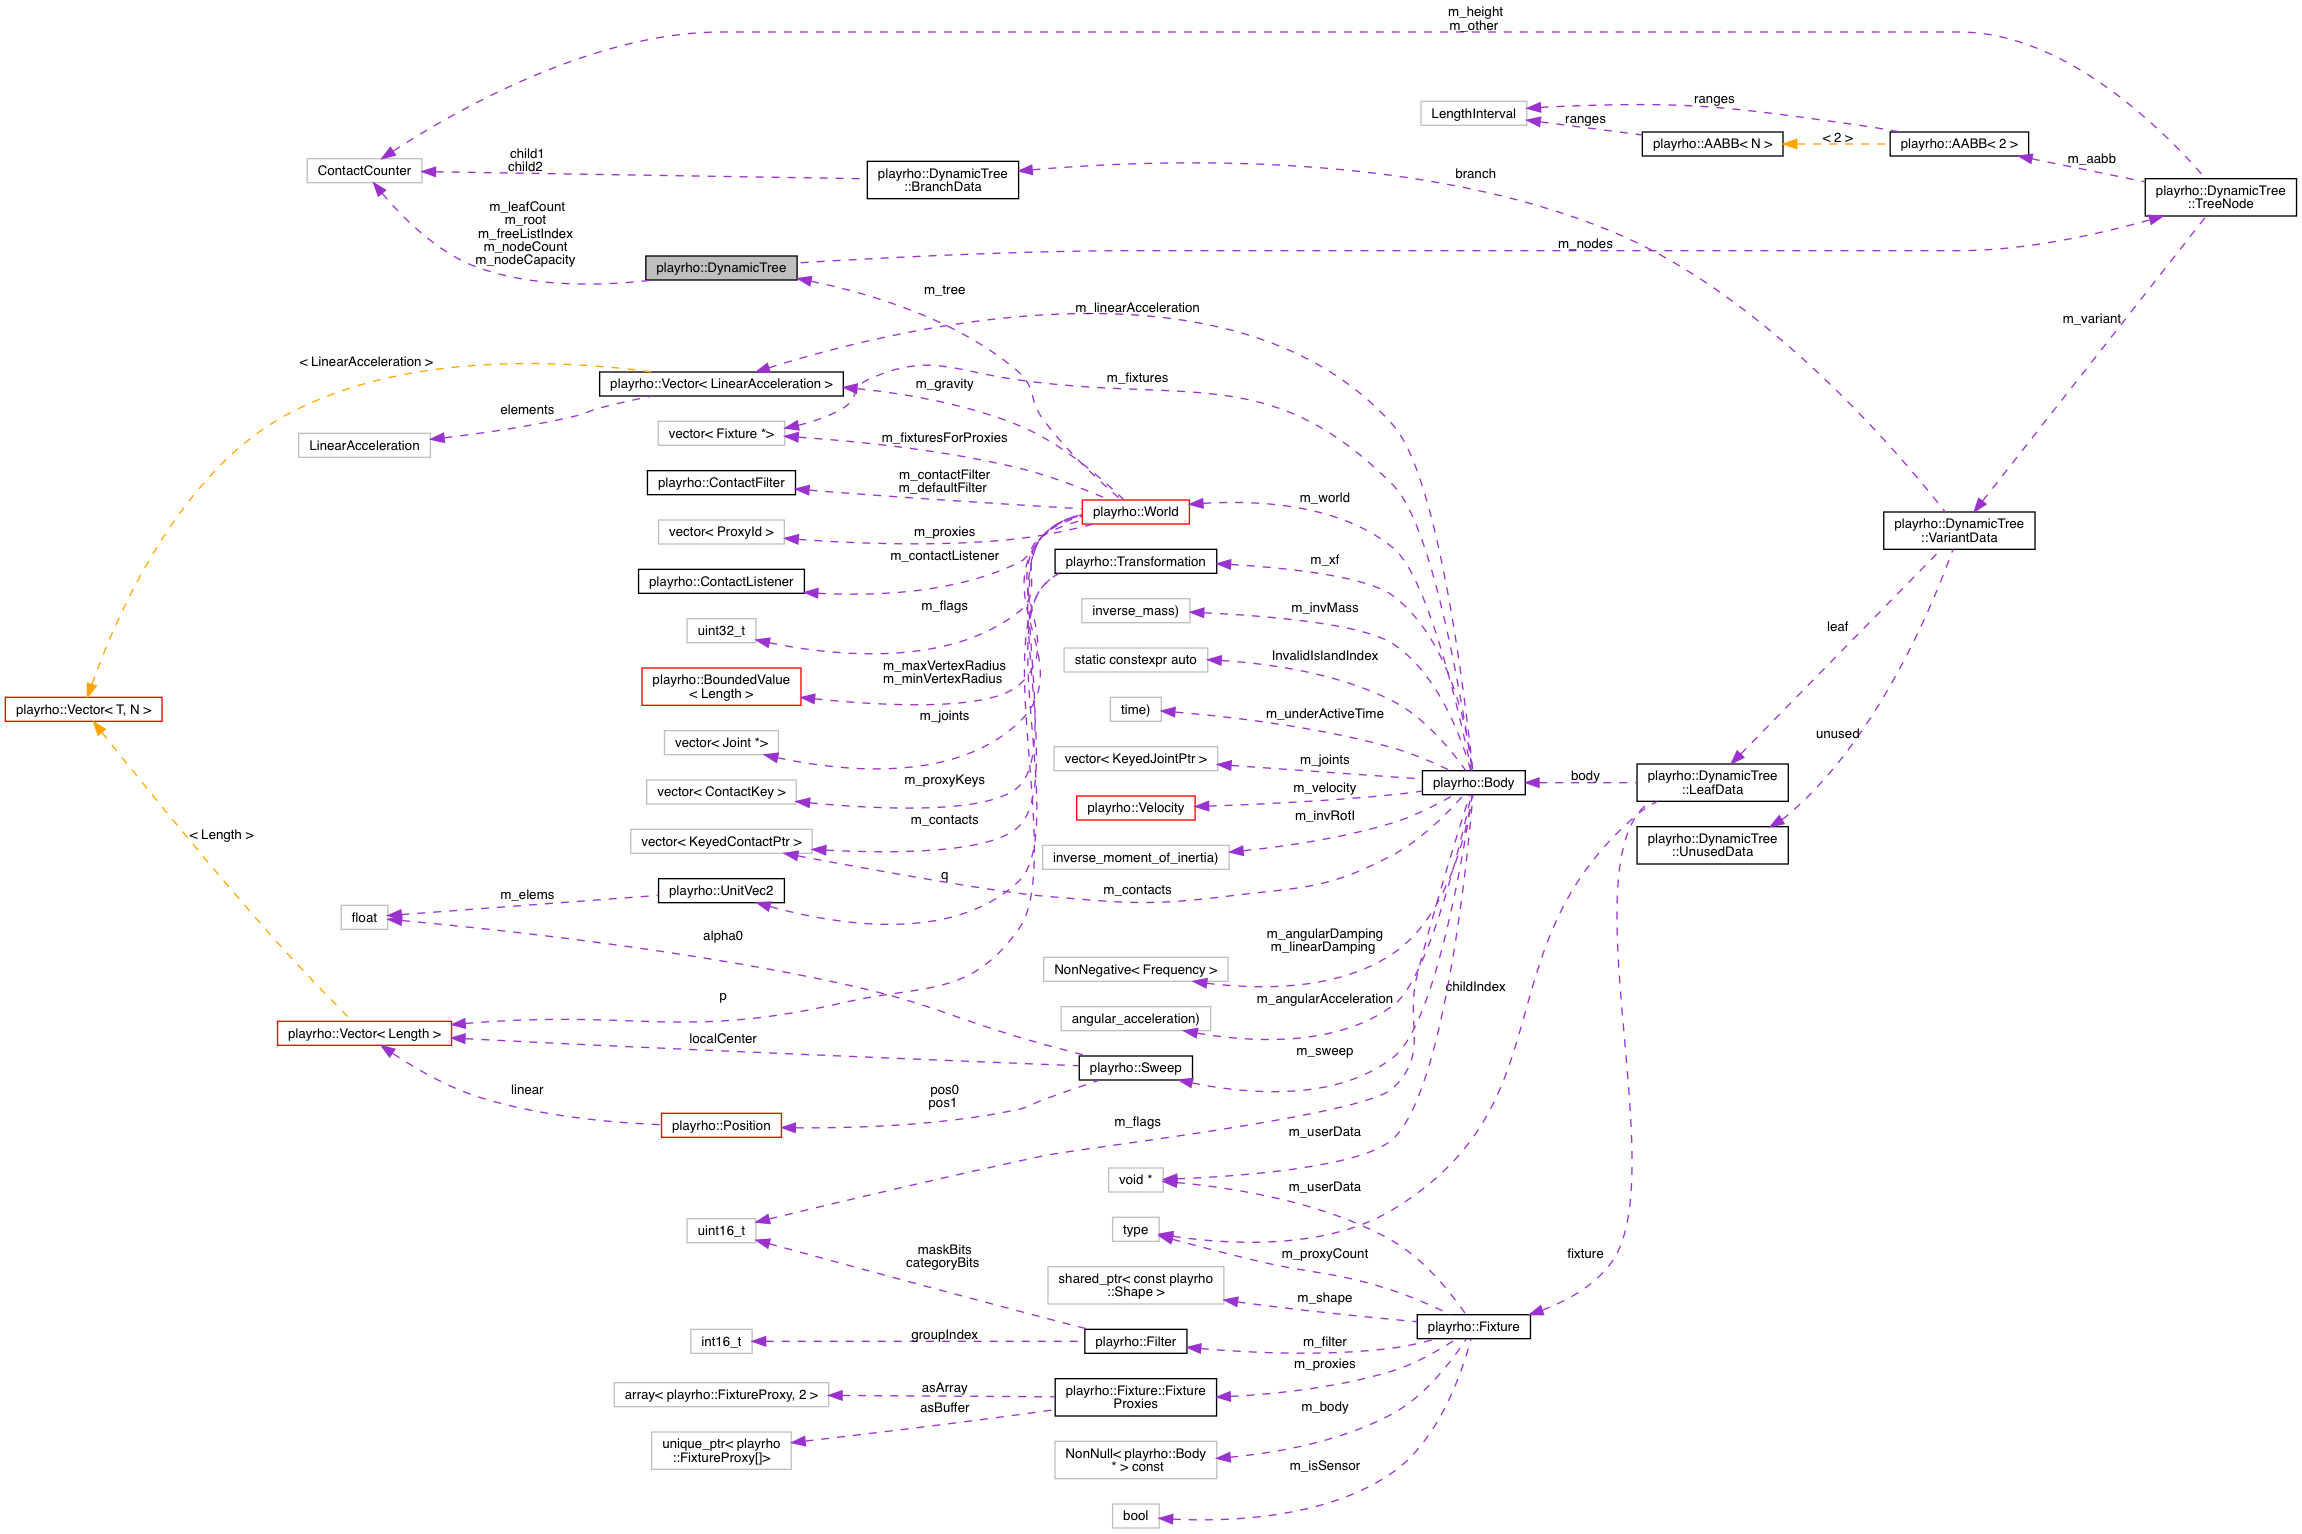 m_height
m_other
ranges
LengthInterval
ranges
playrho::AABB< N >
< 2 >
playrho::AABB< 2 >
m_aabb
playrho::DynamicTree
::TreeNode
child1
child2
ContactCounter
playrho::DynamicTree
::BranchData
branch
m_leafCount
m_root
m_freeListIndex
m_nodeCount
m_nodeCapacity
playrho::DynamicTree
m_nodes
m_tree
m_linearAcceleration
m_variant
< LinearAcceleration >
playrho::Vector< LinearAcceleration >
m_gravity
m_fixtures
elements
LinearAcceleration
vector< Fixture *>
m_fixturesForProxies
playrho::ContactFilter
m_contactFilter
m_defaultFilter
m_world
playrho::World
vector< ProxyId >
m_proxies
playrho::DynamicTree
::VariantData
m_contactListener
playrho::ContactListener
playrho::Transformation
m_xf
m_flags
uint32_t
inverse_mass)
m_invMass
leaf
static constexpr auto
InvalidIslandIndex
m_maxVertexRadius
m_minVertexRadius
playrho::BoundedValue
< Length >
playrho::Vector< T, N >
time)
m_underActiveTime
m_joints
unused
vector< Joint *>
vector< KeyedJointPtr >
m_joints
playrho::Body
body
playrho::DynamicTree
::LeafData
m_proxyKeys
vector< ContactKey >
playrho::Velocity
m_velocity
m_contacts
m_invRotI
< Length >
vector< KeyedContactPtr >
inverse_moment_of_inertia)
playrho::DynamicTree
::UnusedData
q
m_contacts
m_elems
playrho::UnitVec2
float
alpha0
m_angularDamping
m_linearDamping
NonNegative< Frequency >
childIndex
p
m_angularAcceleration
angular_acceleration)
playrho::Vector< Length >
localCenter
m_sweep
playrho::Sweep
linear
pos0
pos1
playrho::Position
m_flags
m_userData
void *
m_userData
uint16_t
type
maskBits
categoryBits
m_proxyCount
fixture
shared_ptr< const playrho
::Shape >
m_shape
playrho::Fixture
int16_t
groupIndex
playrho::Filter
m_filter
m_proxies
array< playrho::FixtureProxy, 2 >
asArray
asBuffer
playrho::Fixture::Fixture
Proxies
m_body
unique_ptr< playrho
::FixtureProxy[]>
NonNull< playrho::Body
* > const
m_isSensor
bool